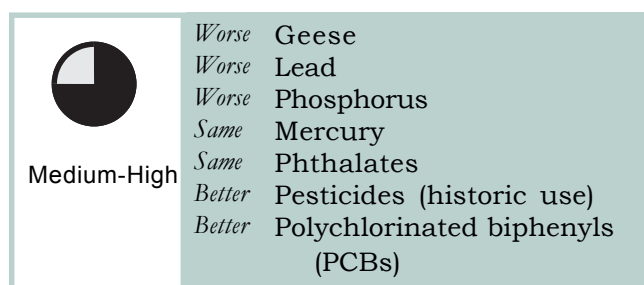 Medium-High
Worse Geese
Worse Lead
Worse Phosphorus
Same Mercury
Same Phthalates
Better Pesticides (historic use)
Better Polychlorinated biphenyls
(PCBs)